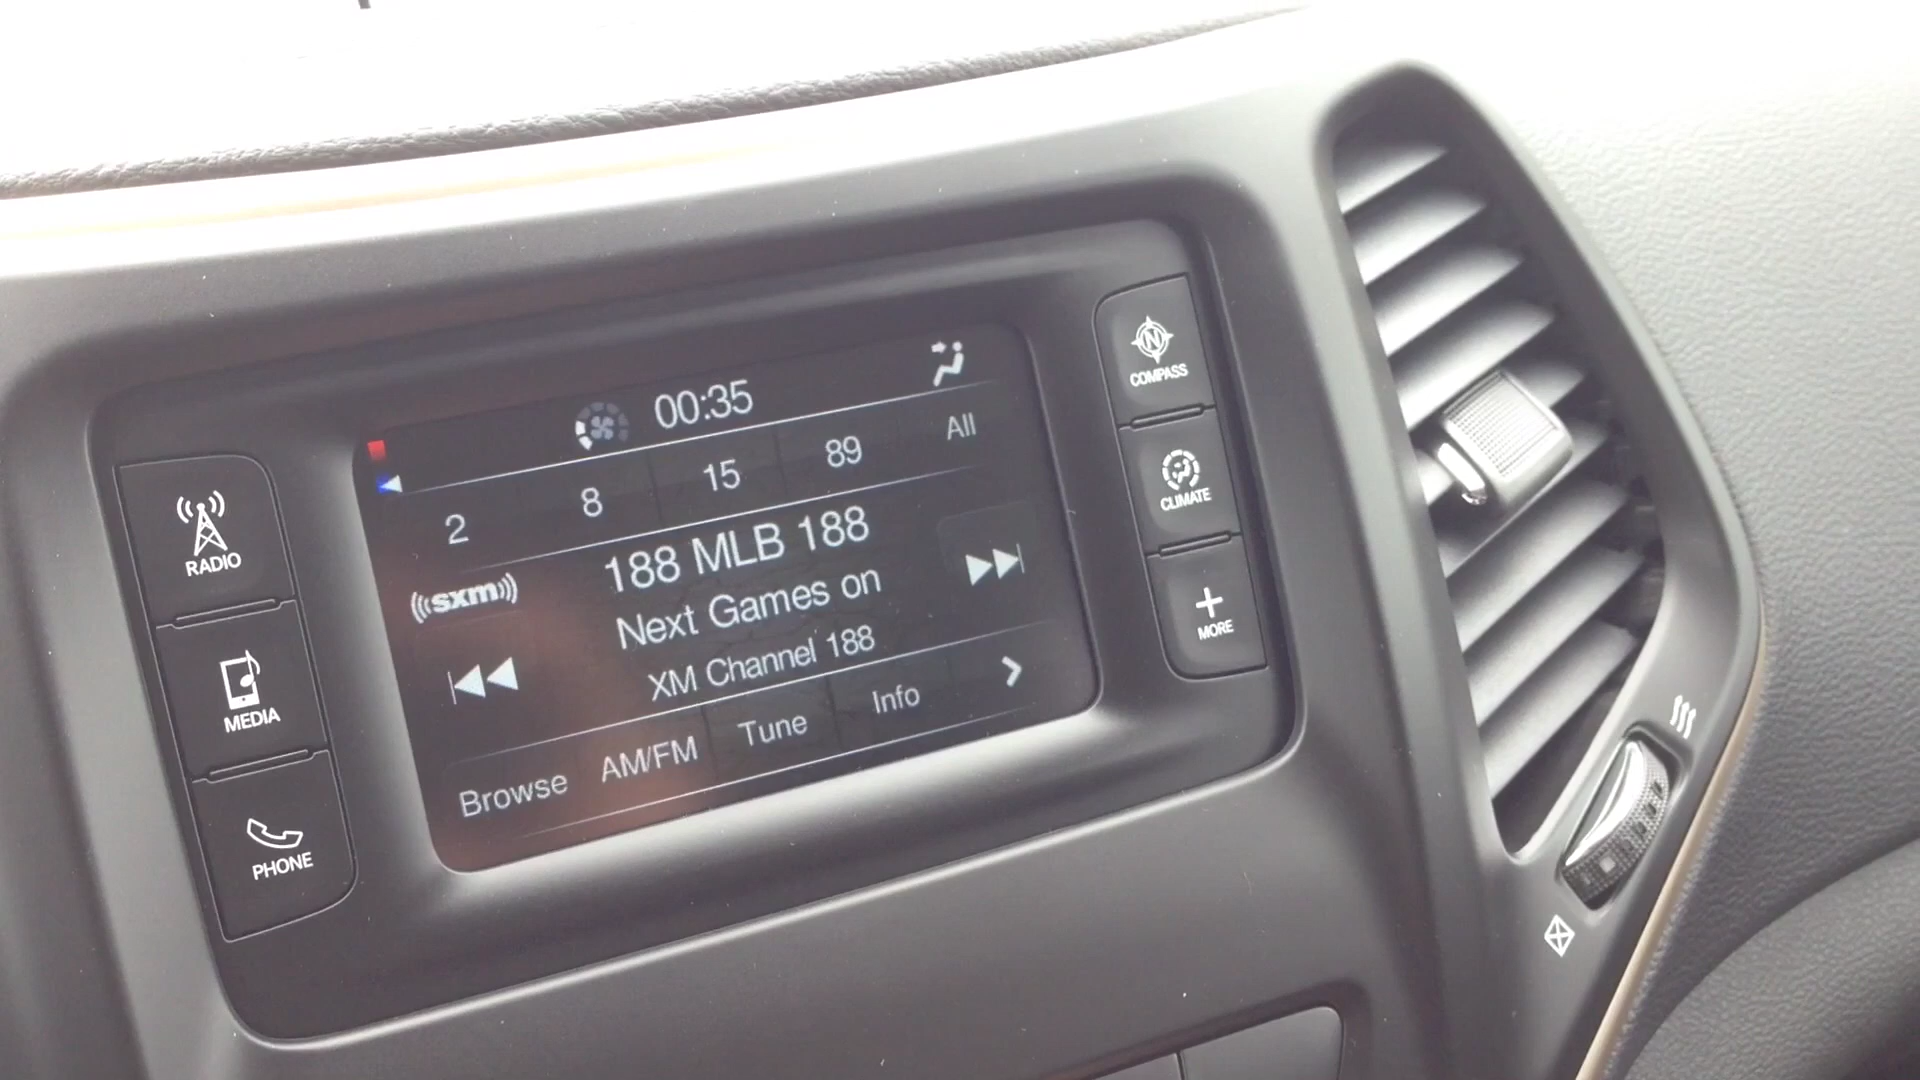 00:35
2 8 15 89 All
sxm
188 MLB 188
Next Games on
XM Channel 188
Browse AM/FM Tune Info
RADIO
MEDIA
PHONE
N
COMPASS
CLIMATE
MORE